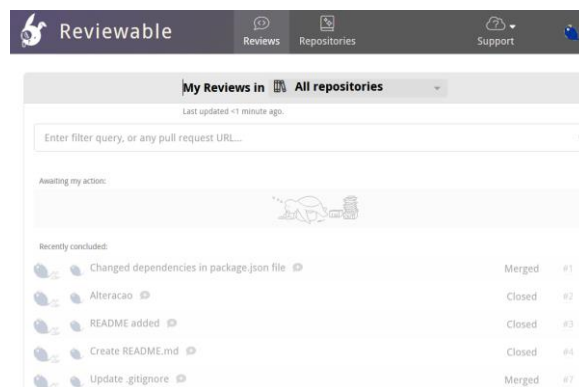 Reviewable
Reviews Repositories Support
My Reviews in All repositories
Last updated <1 minute ago.
Enter filter query, or any pull request URL...
Awaiting my action:
Recently concluded:
Changed dependencies in package.json file Merged #1
Alteracao Closed #2
README added Closed #3
Create README.md Closed #4
Update .gitignore Merged #7